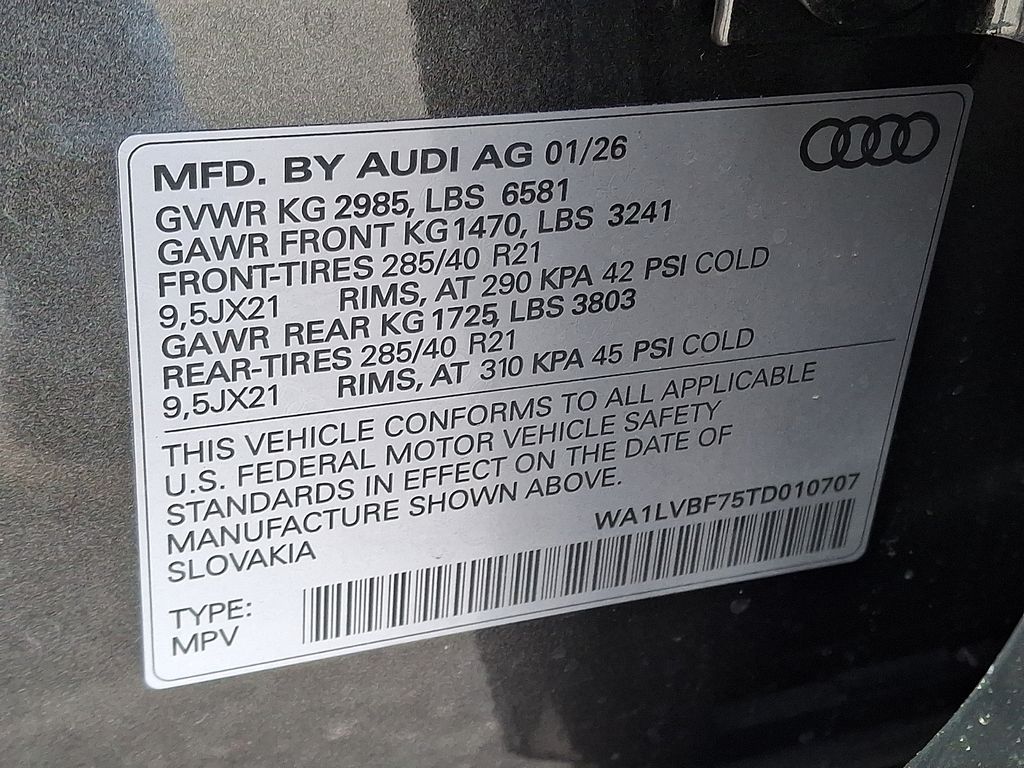 MFD. BY AUDI AG 01/26
GVWR KG 2985, LBS 6581
GAWR FRONT KG 1470, LBS 3241
FRONT-TIRES 285/40 R21
9,5JX21 RIMS, AT 290 KPA 42 PSI COLD
GAWR REAR KG 1725, LBS 3803
REAR-TIRES 285/40 R21
9,5JX21 RIMS, AT 310 KPA 45 PSI COLD
THIS VEHICLE CONFORMS TO ALL APPLICABLE
U.S. FEDERAL MOTOR VEHICLE SAFETY
STANDARDS IN EFFECT ON THE DATE OF
MANUFACTURE SHOWN ABOVE.
SLOVAKIA
WA1LVBF75TD010707
TYPE:
MPV